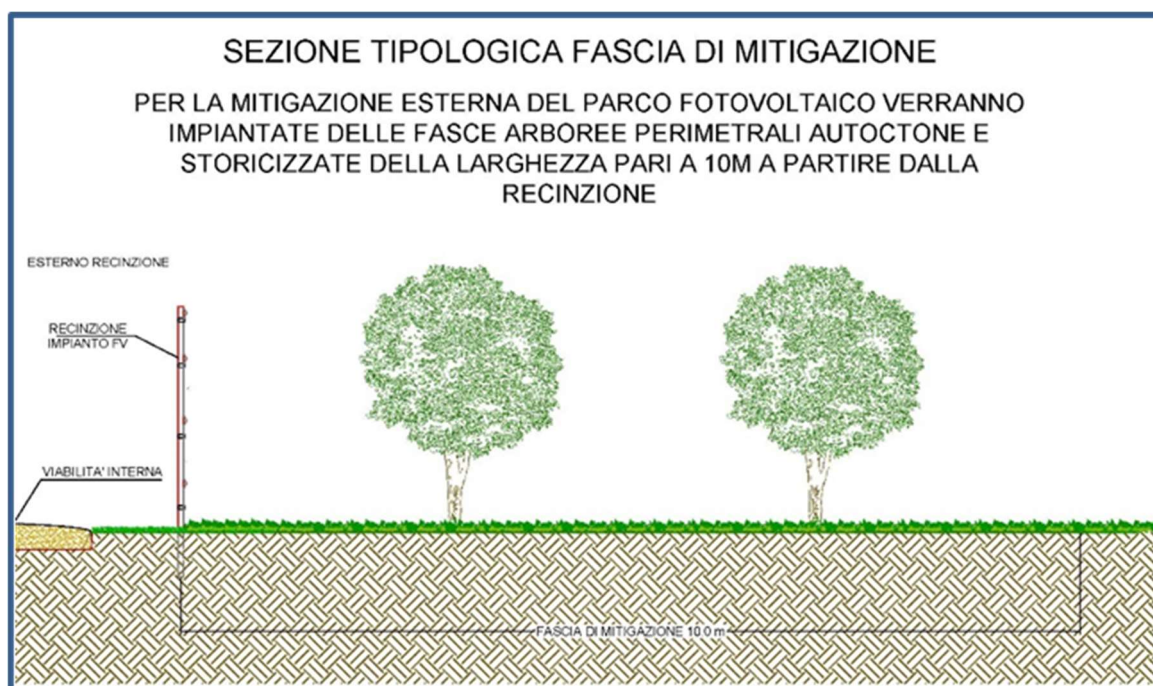 SEZIONE TIPOLOGICA FASCIA DI MITIGAZIONE
PER LA MITIGAZIONE ESTERNA DEL PARCO FOTOVOLTAICO VERRANNO
IMPIANTATE DELLE FASCE ARBOREE PERIMETRALI AUTOCTONE E
STORICIZZATE DELLA LARGHEZZA PARI A 10M A PARTIRE DALLA
RECINZIONE
ESTERNO RECINZIONE
RECINZIONE
IMPIANTO FV
VIABILITA' INTERNA
FASCIA DI MITIGAZIONE 10.0 m